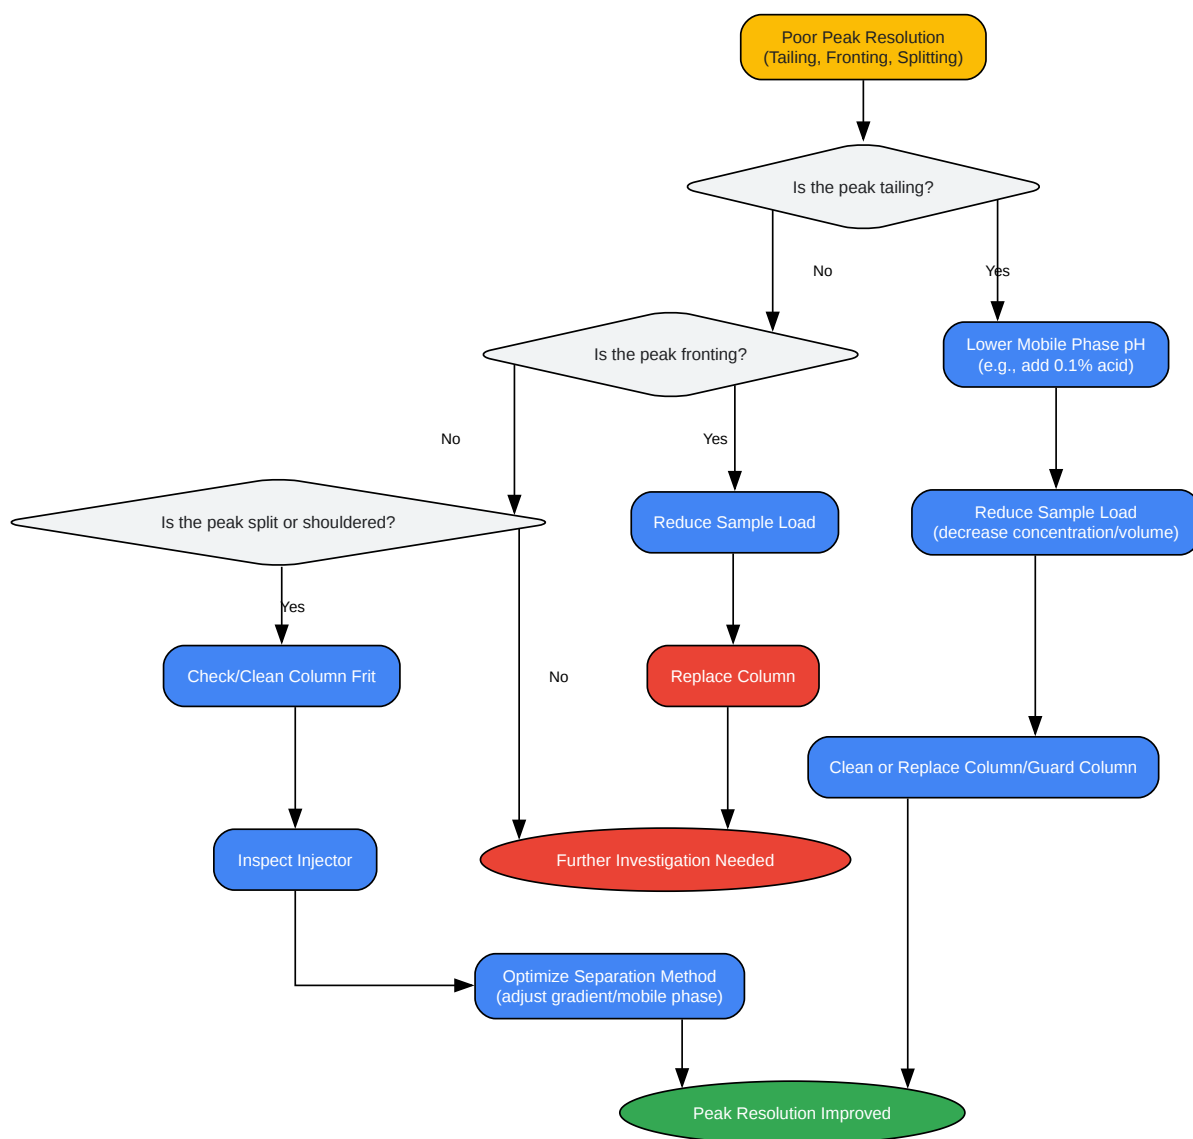 Poor Peak Resolution
(Tailing, Fronting, Splitting)
Is the peak tailing?
No
Yes
Is the peak fronting?
Lower Mobile Phase pH
(e.g., add 0.1% acid)
No
Yes
Is the peak split or shouldered?
Reduce Sample Load
Reduce Sample Load
(decrease concentration/volume)
Yes
Check/Clean Column Frit
No
Replace Column
Clean or Replace Column/Guard Column
Inspect Injector
Further Investigation Needed
Optimize Separation Method
(adjust gradient/mobile phase)
Peak Resolution Improved